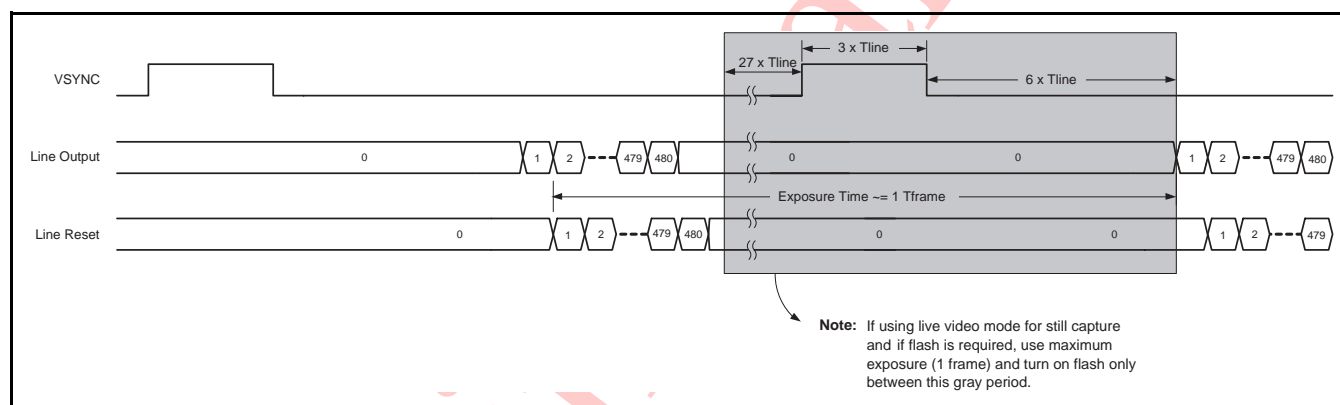 3 x Tline
27 x Tline
VSYNC
6 x Tline
Line Output
0 1 2 479 480 0 0 1 2 479 480
Exposure Time ~= 1 Tframe
Line Reset
0 1 2 479 480 0 0 1 2 479
Note: If using live video mode for still capture
and if flash is required, use maximum
exposure (1 frame) and turn on flash only
between this gray period.